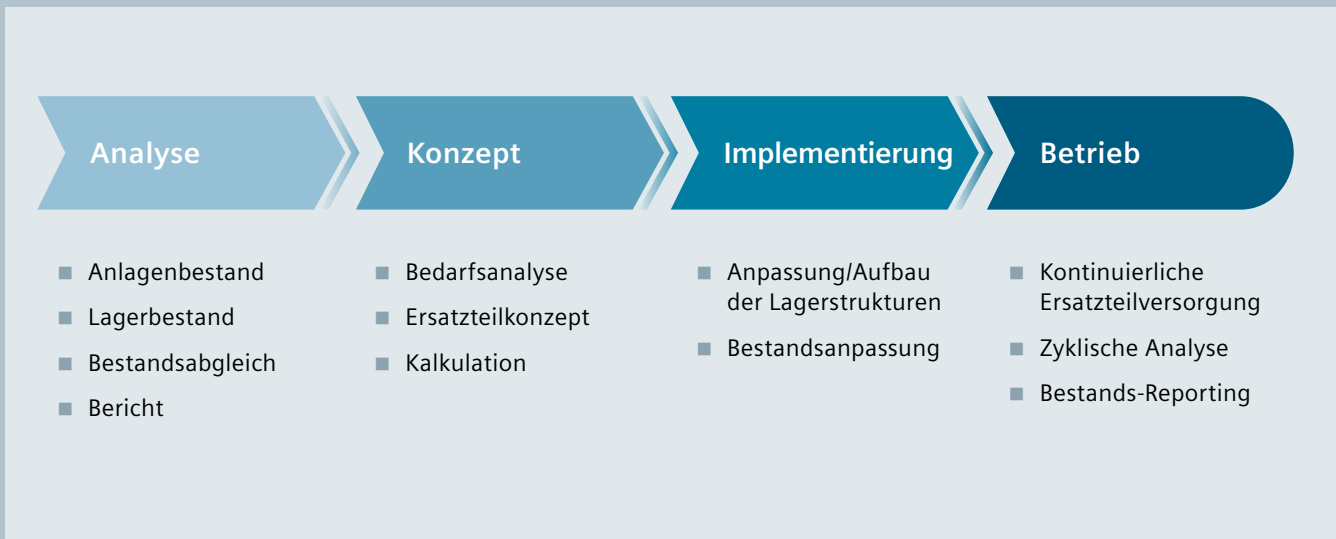 Analyse
Anlagenbestand
Lagerbestand
Bestandsabgleich
Bericht
Konzept
Bedarfsanalyse
Ersatzteilkonzept
Kalkulation
Implementierung
Anpassung/Aufbau
der Lagerstrukturen
Bestandsanpassung
Betrieb
Kontinuierliche
Ersatzteilversorgung
Zyklische Analyse
Bestands-Reporting